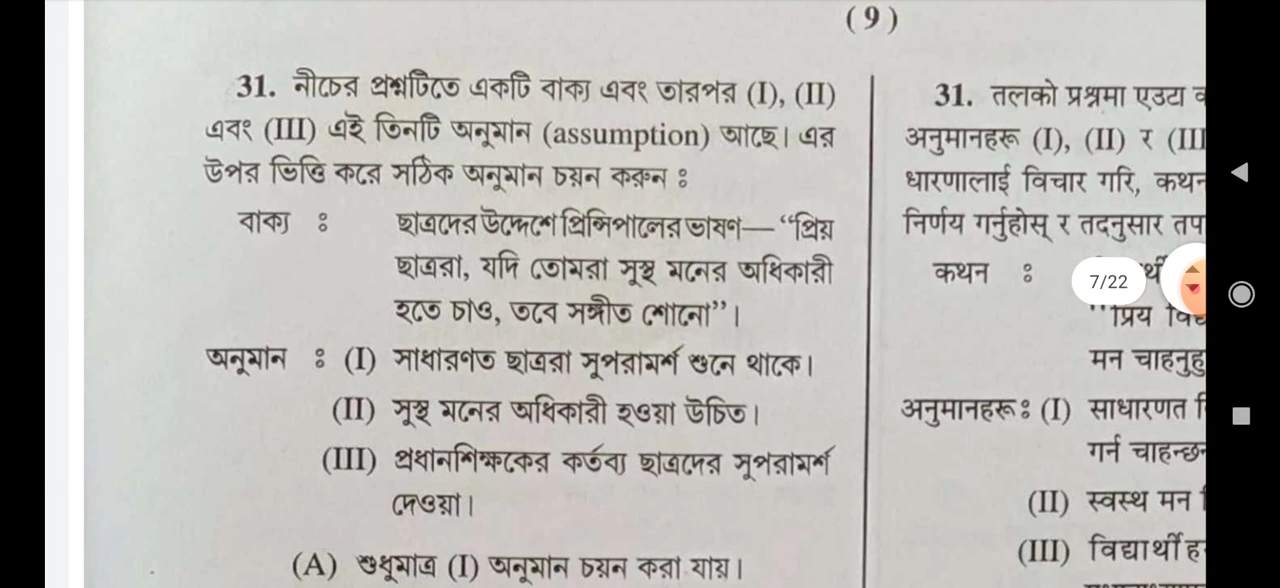 ( 9 )
31. নীচের প্রশ্নটিতে একটি বাক্য এবং তারপর (I), (II)
এবং (III) এই তিনটি অনুমান (assumption) আছে। এর
উপর ভিত্তি করে সঠিক অনুমান চয়ন করুন ঃ
বাক্য ঃ ছাত্রদের উদ্দেশে প্রিন্সিপালের ভাষণ— “প্রিয়
ছাত্ররা, যদি তোমরা সুস্থ মনের অধিকারী
হতে চাও, তবে সঙ্গীত শোনো”।
অনুমান ঃ (I) সাধারণত ছাত্ররা সুপরামর্শ শুনে থাকে।
(II) সুস্থ মনের অধিকারী হওয়া উচিত।
(III) প্রধানশিক্ষকের কর্তব্য ছাত্রদের সুপরামর্শ
দেওয়া।
(A) শুধুমাত্র (I) অনুমান চয়ন করা যায়।
31. तलको प्रश्नमा एउटा
अनुमानहरू (I), (II) र (III
धारणालाई विचार गरि, कथन
निर्णय गर्नुहोस् र तदनुसार
कथन ः
7/22
''प्रिय
मन
अनुमानहरूः (I) साधारणत
गर्न
(II) स्वस्थ मन
(III) विद्यार्थी